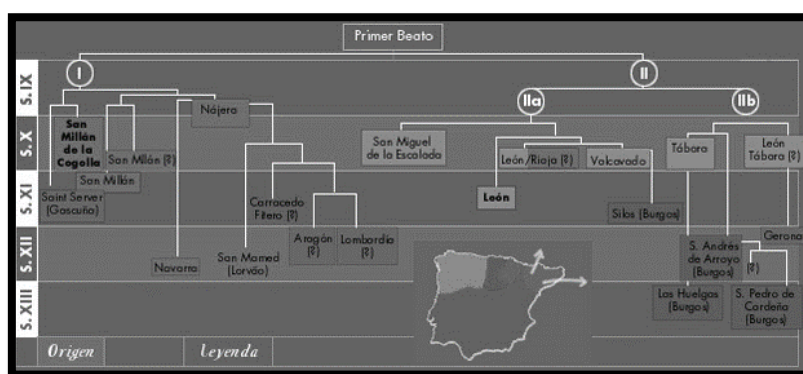 Primer Beato
S.IX
I
II
Nájera
IIa
IIb
S.X
San
Millán
de la
Cogolla
San Millán (?)
San Miguel
de la Escalada
León/Rioja (?)
Valcavado
Tábara
León
Tábara (?)
S.XI
San Millán
Saint Server
(Gascuña)
Carracedo
Fitero (?)
León
Silos (Burgos)
S.XII
Navarra
San Mamed
(Lorvão)
Aragón
(?)
Lombardía
(?)
S. Andrés
de Arroyo
(Burgos)
Gerona
(?)
S.XIII
Las Huelgas
(Burgos)
S. Pedro de
Cardeña
(Burgos)
Origen
leyenda